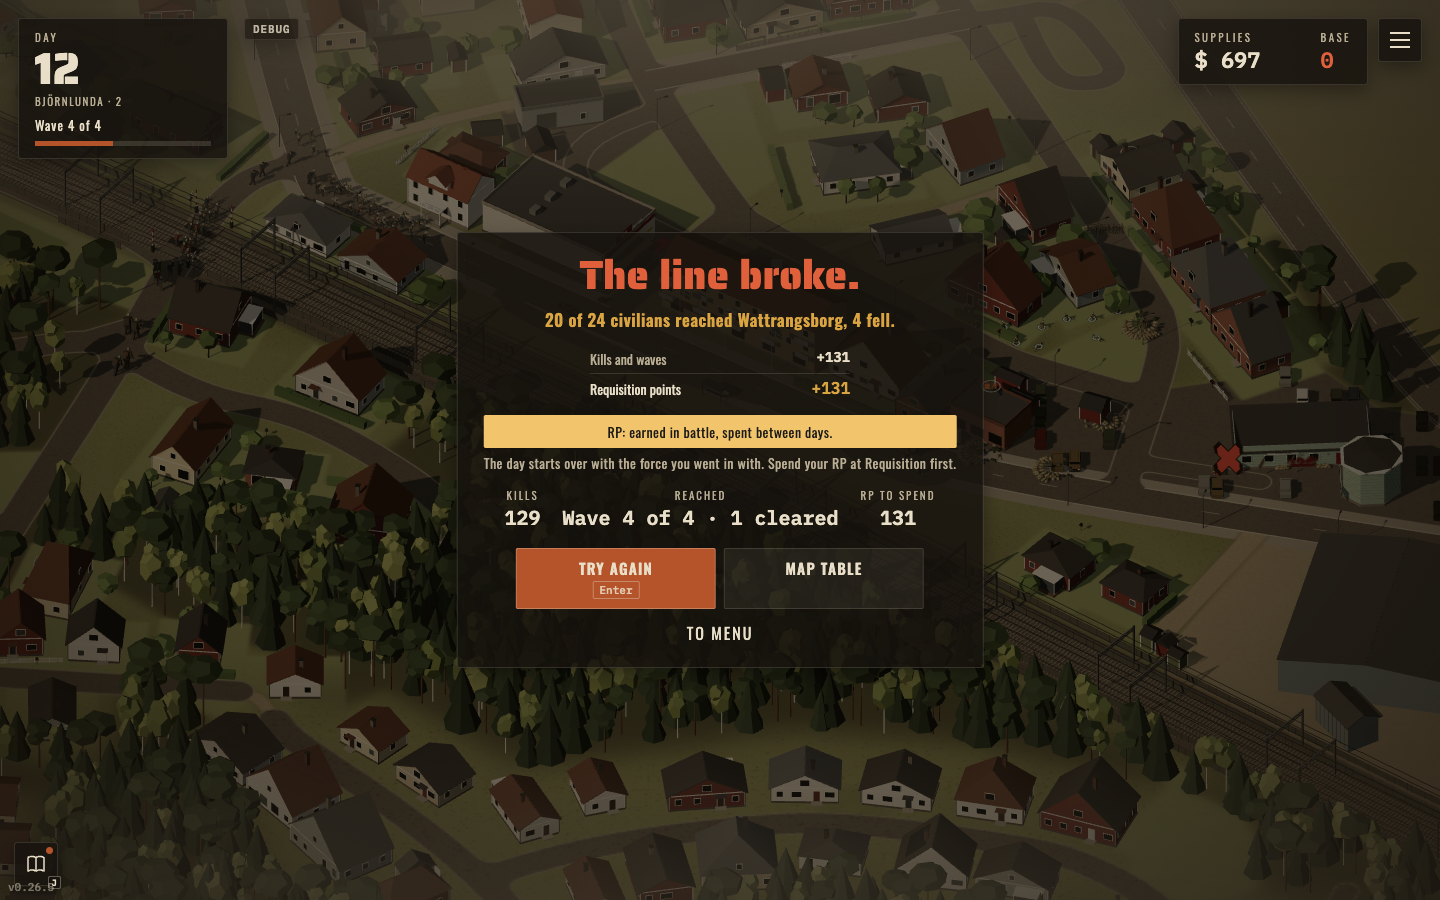 DAY
12
BJÖRNLUNDA · 2
Wave 4 of 4
DEBUG
SUPPLIES
$ 697
BASE
0
The line broke.
20 of 24 civilians reached Wattrangsborg, 4 fell.
Kills and waves +131
Requisition points +131
RP: earned in battle, spent between days.
The day starts over with the force you went in with. Spend your RP at Requisition first.
KILLS REACHED RP TO SPEND
129 Wave 4 of 4 · 1 cleared 131
TRY AGAIN
Enter
MAP TABLE
TO MENU
J